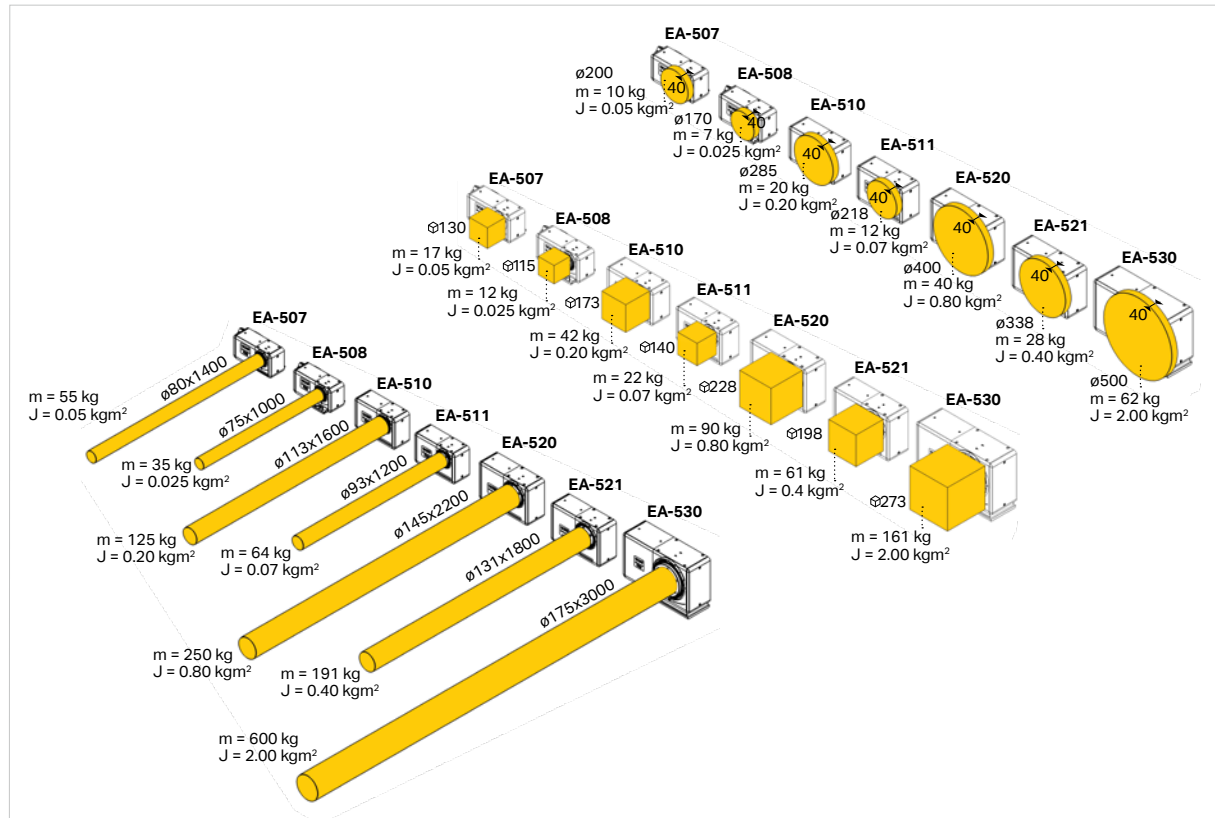 EA-507
ø200
m = 10 kg
J = 0.05 kgm²
40
EA-508
ø170
m = 7 kg
J = 0.025 kgm²
40
EA-510
ø285
m = 20 kg
J = 0.20 kgm²
40
EA-511
ø218
m = 12 kg
J = 0.07 kgm²
40
EA-520
ø400
m = 40 kg
J = 0.80 kgm²
40
EA-521
ø338
m = 28 kg
J = 0.40 kgm²
40
EA-530
ø500
m = 62 kg
J = 2.00 kgm²
40
EA-507
130
m = 17 kg
J = 0.05 kgm²
EA-508
115
m = 12 kg
J = 0.025 kgm²
EA-510
173
m = 42 kg
J = 0.20 kgm²
EA-511
140
m = 22 kg
J = 0.07 kgm²
EA-520
228
m = 90 kg
J = 0.80 kgm²
EA-521
198
m = 61 kg
J = 0.4 kgm²
EA-530
273
m = 161 kg
J = 2.00 kgm²
EA-507
ø80x1400
m = 55 kg
J = 0.05 kgm²
EA-508
ø75x1000
m = 35 kg
J = 0.025 kgm²
EA-510
ø113x1600
m = 125 kg
J = 0.20 kgm²
EA-511
ø93x1200
m = 64 kg
J = 0.07 kgm²
EA-520
ø145x2200
m = 250 kg
J = 0.80 kgm²
EA-521
ø131x1800
m = 191 kg
J = 0.40 kgm²
EA-530
ø175x3000
m = 600 kg
J = 2.00 kgm²